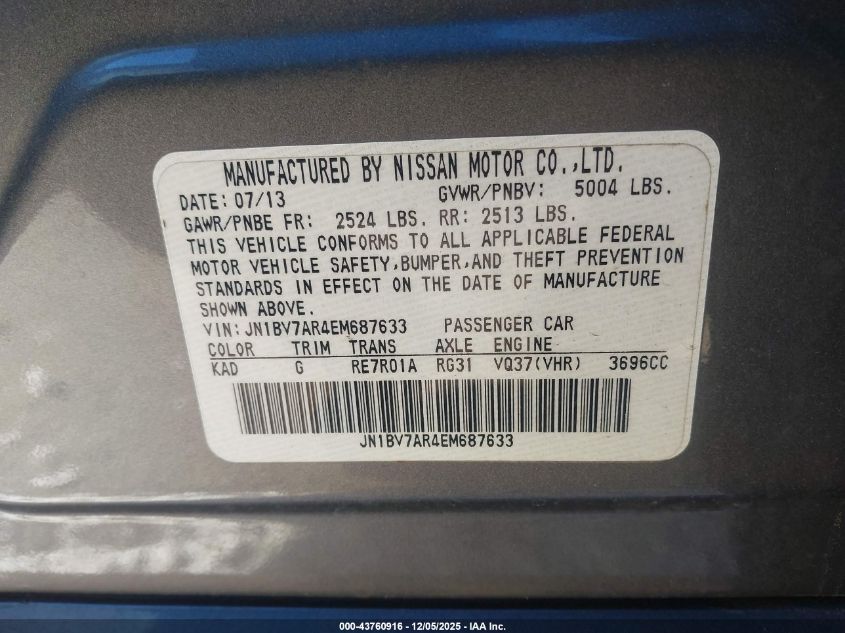 MANUFACTURED BY NISSAN MOTOR CO.,LTD.
DATE: 07/13 GVWR/PNBV: 5004 LBS.
GAWR/PNBE FR: 2524 LBS. RR: 2513 LBS.
THIS VEHICLE CONFORMS TO ALL APPLICABLE FEDERAL
MOTOR VEHICLE SAFETY,BUMPER,AND THEFT PREVENTION
STANDARDS IN EFFECT ON THE DATE OF MANUFACTURE
SHOWN ABOVE.
VIN:JN1BV7AR4EM687633 PASSENGER CAR
COLOR TRIM TRANS AXLE ENGINE
KAD G RE7R01A RG31 VQ37(VHR) 3696CC
JN1BV7AR4EM687633
000-43760916 - 12/05/2025 - IAA Inc.